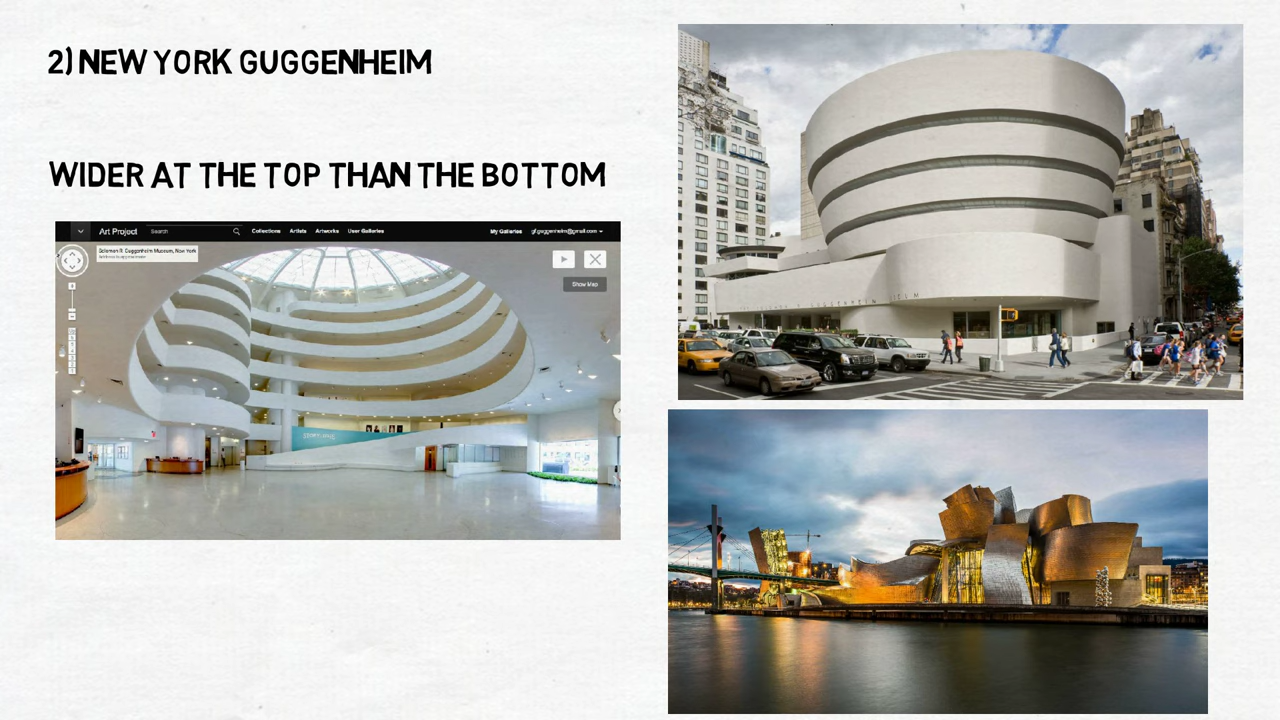 2) NEW YORK GUGGENHEIM
WIDER AT THE TOP THAN THE BOTTOM
Art Project
Search
Collections
Artists
Artworks
User Galleries
My Galleries
Solomon R. Guggenheim Museum, New York
Show Map